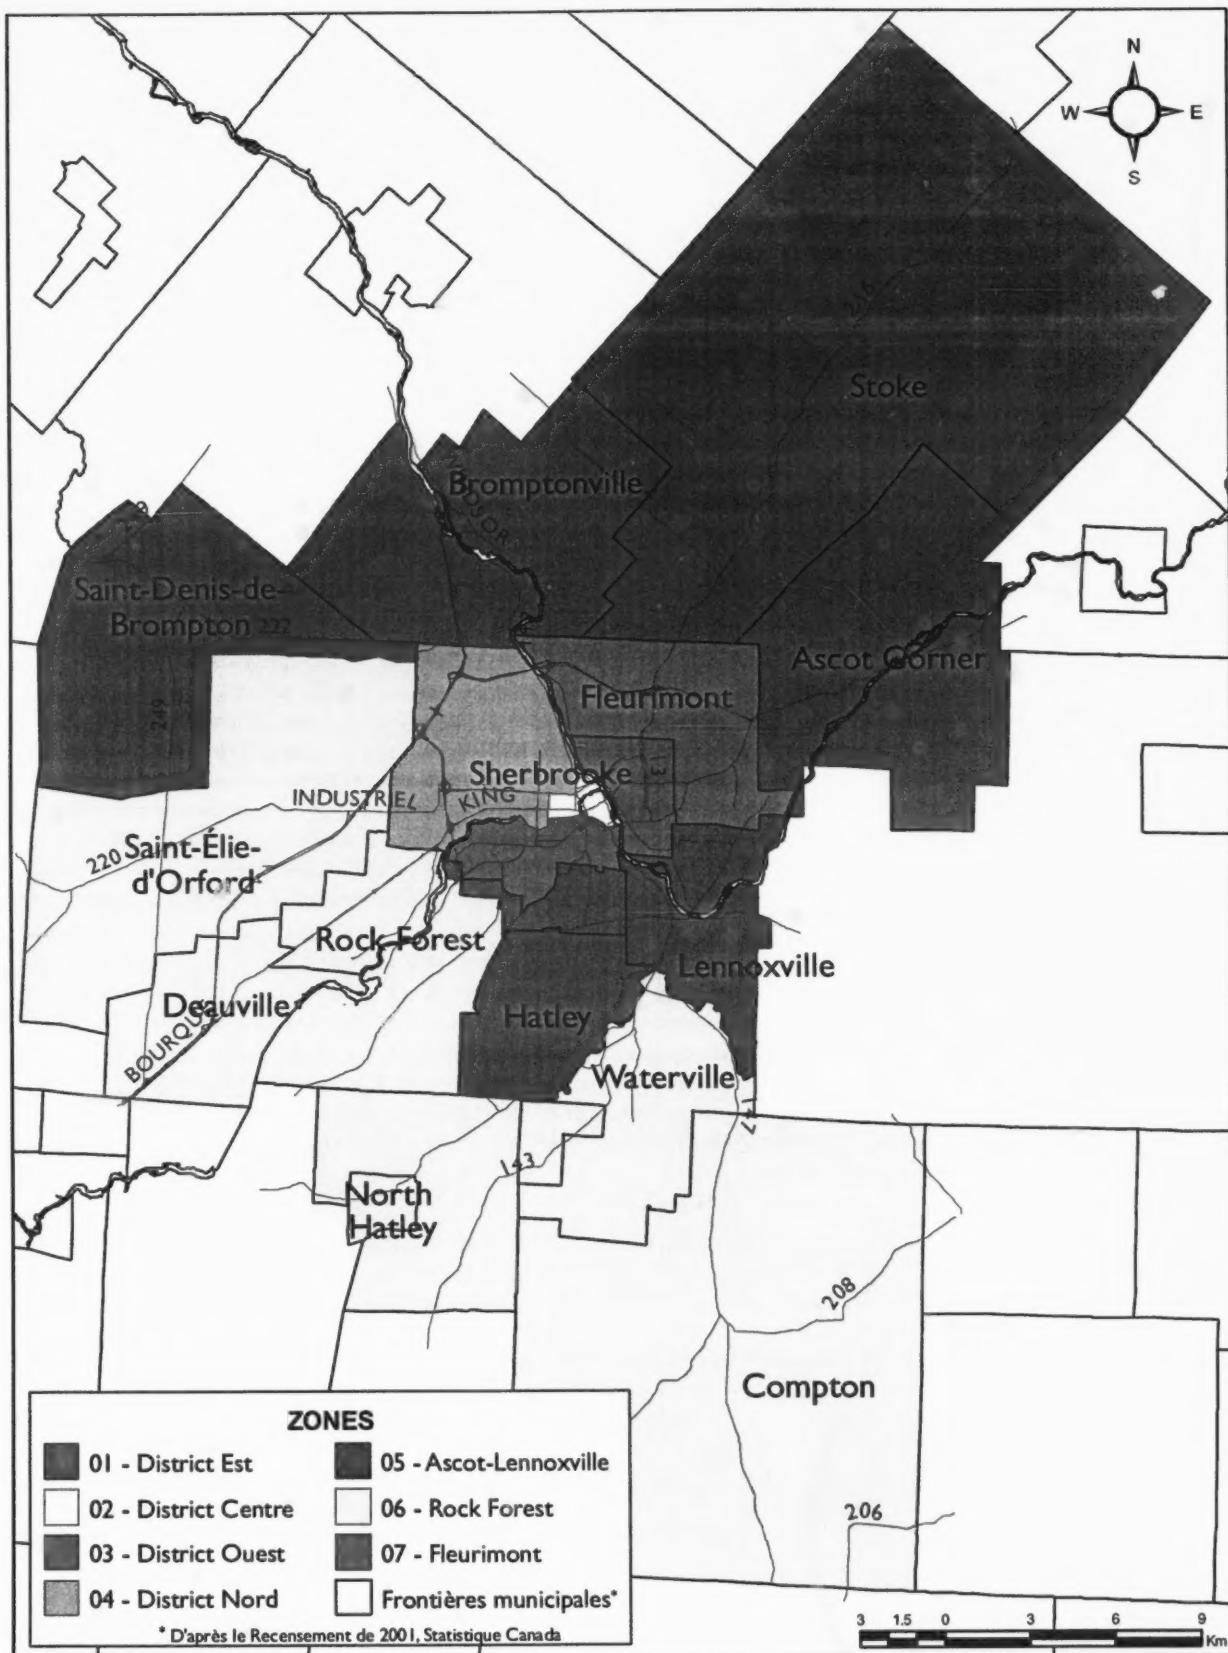 N
W E
S
216
Stoke
Bromptonville
WINDSOR
Saint-Denis-de-
Brompton 222
249
Ascot Corner
Fleurimont
Sherbrooke
INDUSTRIEL
KING
220
Saint-Élie-
d'Orford
Rock Forest
Lennoxville
Deauville
Hatley
BOURQUE
Waterville
147
143
North
Hatley
208
Compton
206
ZONES
01 - District Est
02 - District Centre
03 - District Ouest
04 - District Nord
05 - Ascot-Lennoxville
06 - Rock Forest
07 - Fleurimont
Frontières municipales*
* D'après le Recensement de 2001, Statistique Canada
3 1.5 0 3 6 9
Km